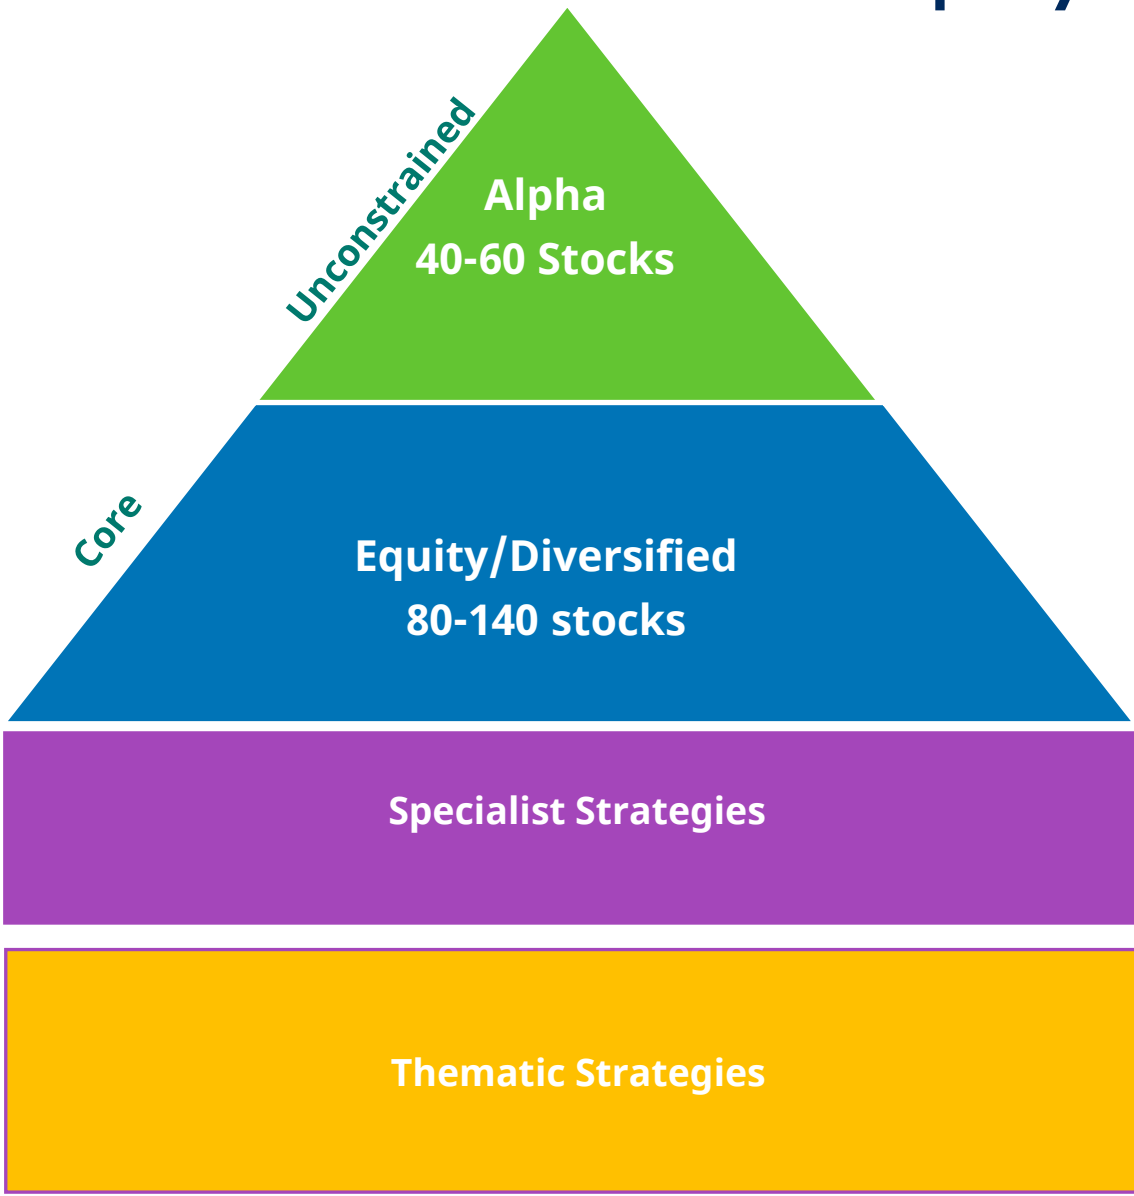 Unconstrained
Alpha
40-60 Stocks
Core
Equity/Diversified
80-140 stocks
Specialist Strategies
Thematic Strategies